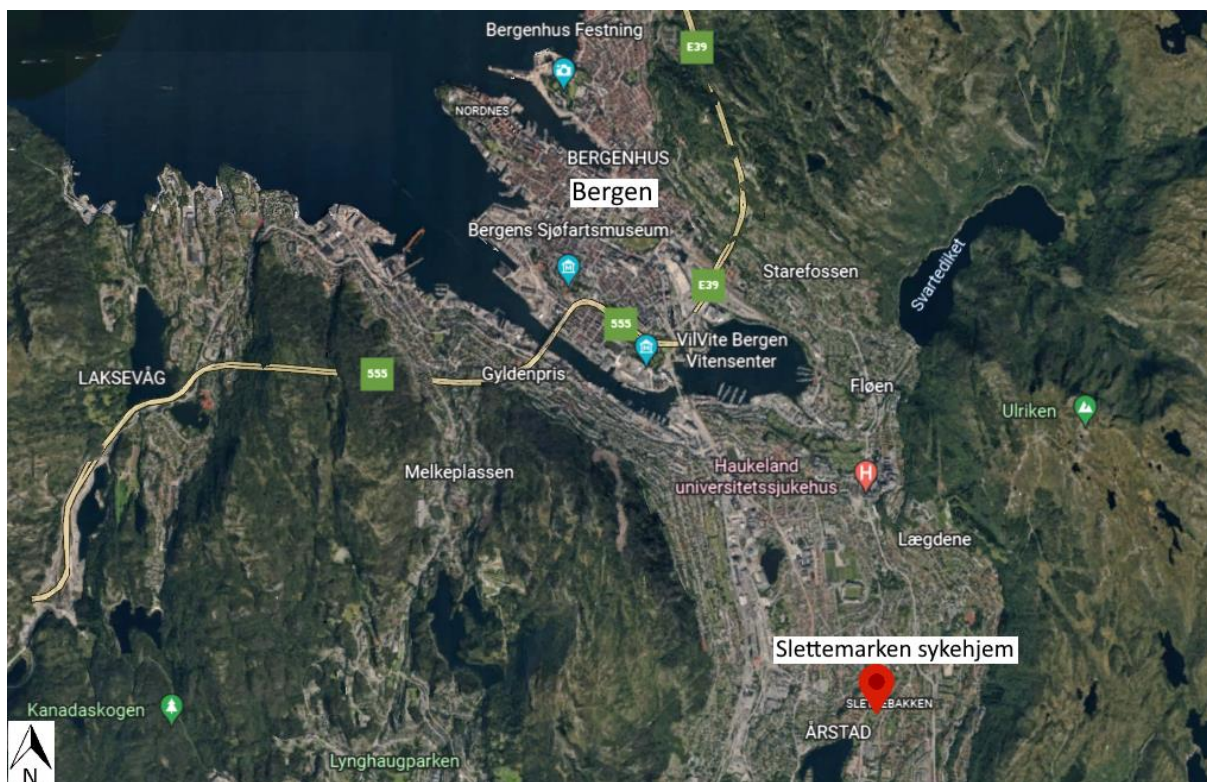 E39
Bergenhus Festning
NORDNES
BERGENHUS
Bergen
Bergens Sjøfartsmuseum
Starefossen
Svartediket
E39
555
VilVite Bergen
Vitensenter
555
LAKSEVÅG
Gyldenpris
Fløen
Ulriken
Melkeplassen
Haukeland
universitetssjukehus
H
Lægdene
Slettemarken sykehjem
SLETTEBAKKEN
ÅRSTAD
Kanadaskogen
Lynghaugparken
N